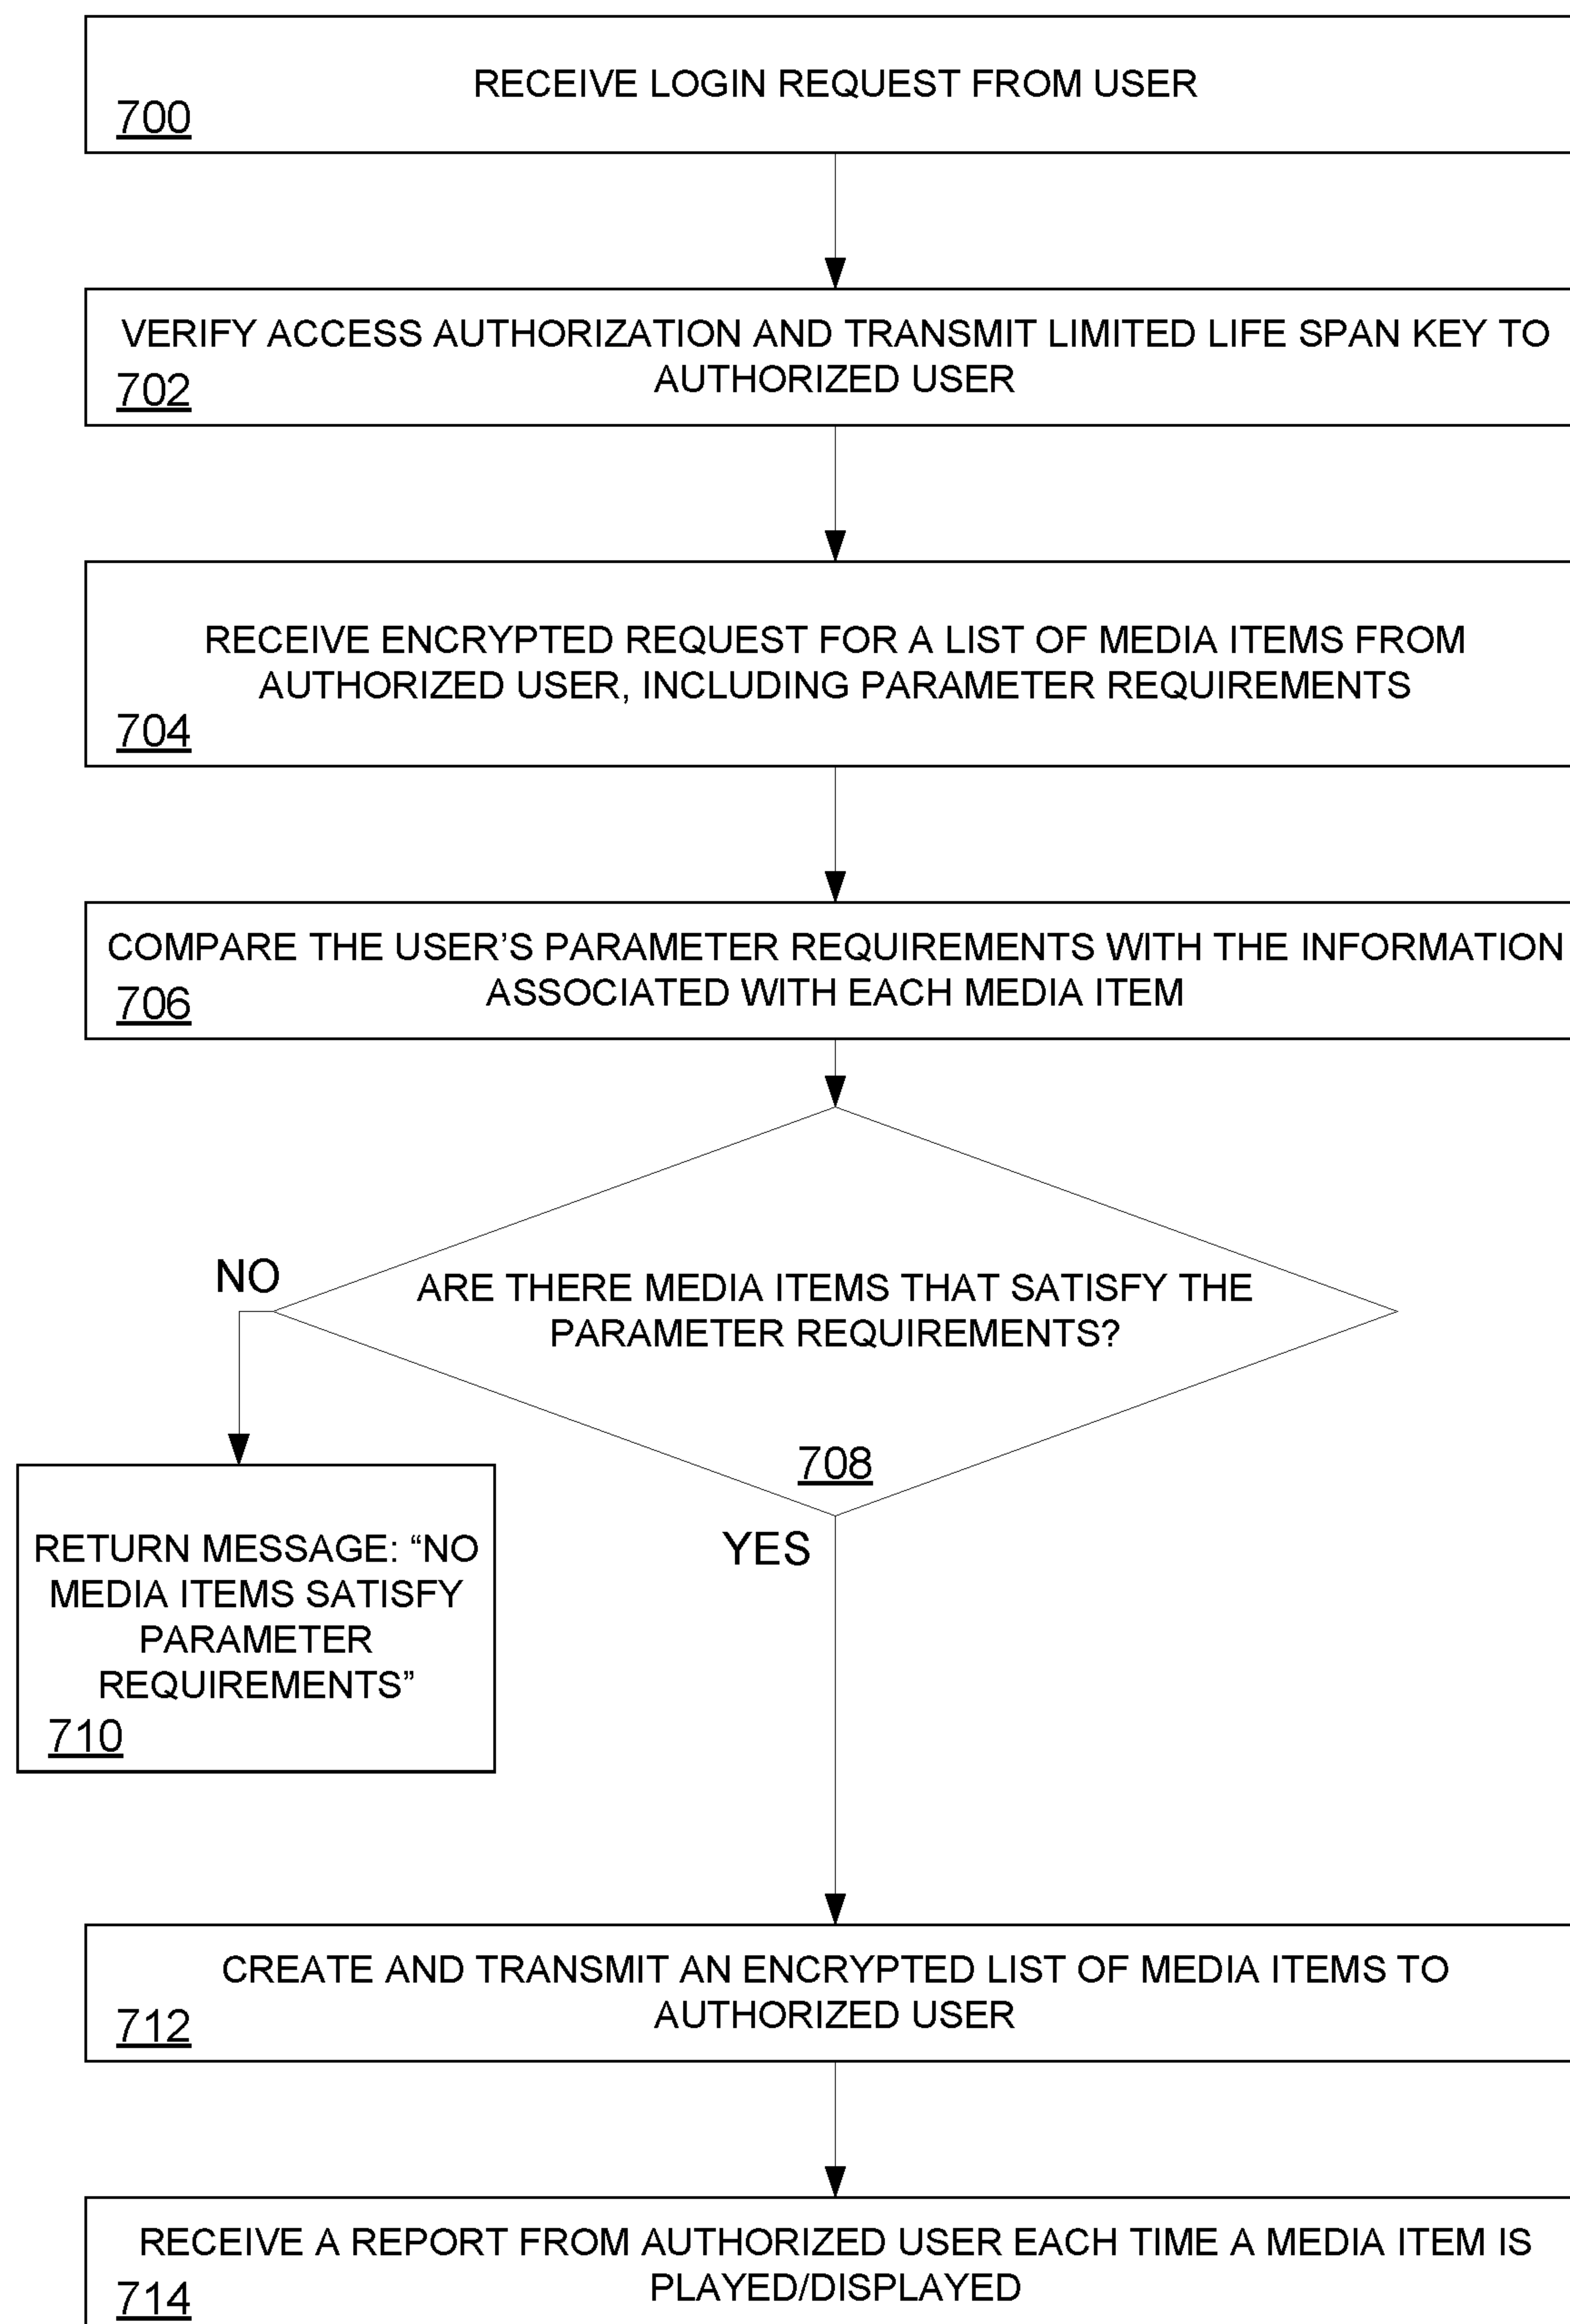 RECEIVE LOGIN REQUEST FROM USER
700
VERIFY ACCESS AUTHORIZATION AND TRANSMIT LIMITED LIFE SPAN KEY TO
AUTHORIZED USER
702
RECEIVE ENCRYPTED REQUEST FOR A LIST OF MEDIA ITEMS FROM
AUTHORIZED USER, INCLUDING PARAMETER REQUIREMENTS
704
COMPARE THE USER’S PARAMETER REQUIREMENTS WITH THE INFORMATION
ASSOCIATED WITH EACH MEDIA ITEM
706
NO
ARE THERE MEDIA ITEMS THAT SATISFY THE
PARAMETER REQUIREMENTS?
708
YES
RETURN MESSAGE: “NO
MEDIA ITEMS SATISFY
PARAMETER
REQUIREMENTS”
710
CREATE AND TRANSMIT AN ENCRYPTED LIST OF MEDIA ITEMS TO
AUTHORIZED USER
712
RECEIVE A REPORT FROM AUTHORIZED USER EACH TIME A MEDIA ITEM IS
PLAYED/DISPLAYED
714